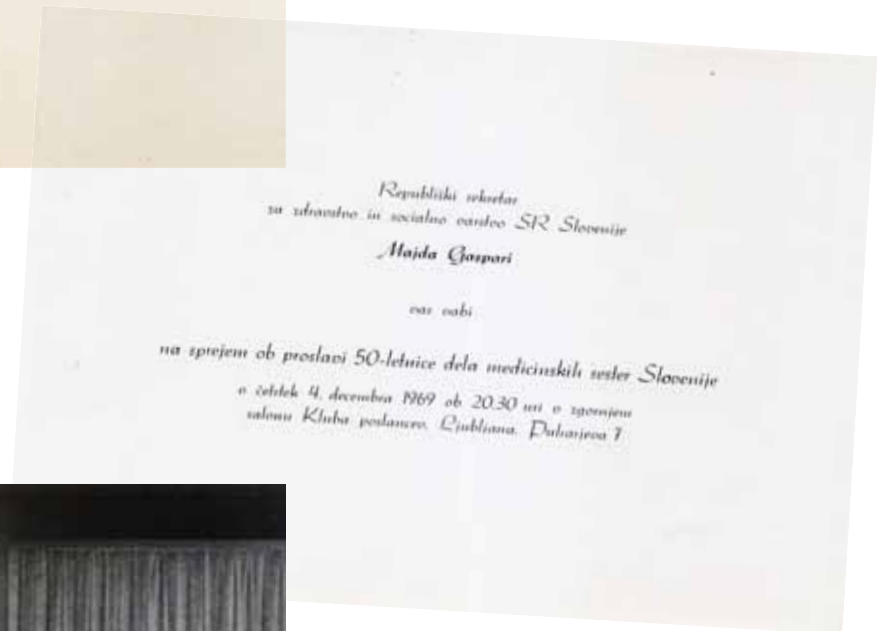 Republiški sekretar
za zdravstvo in socialno varstvo SR Slovenije
Majda Gaspari
vas vabi
na sprejem ob proslavi 50-letnice dela medicinskih sester Slovenije
v četrtek 4. decembra 1969 ob 20.30 uri v zgornjem
salonu Kluba poslancev, Ljubljana, Puharjeva 7